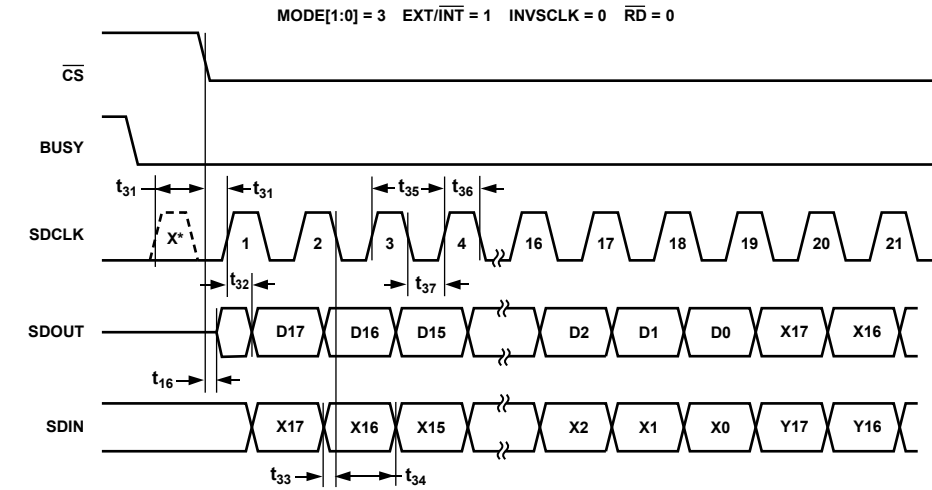 MODE[1:0] = 3 EXT/INT = 1 INVSCLK = 0 RD = 0
CS
BUSY
t31 t31 t35 t36
SDCLK X* 1 2 3 4 16 17 18 19 20 21
t32 t37
SDOUT D17 D16 D15 D2 D1 D0 X17 X16
t16
SDIN X17 X16 X15 X2 X1 X0 Y17 Y16
t33 t34